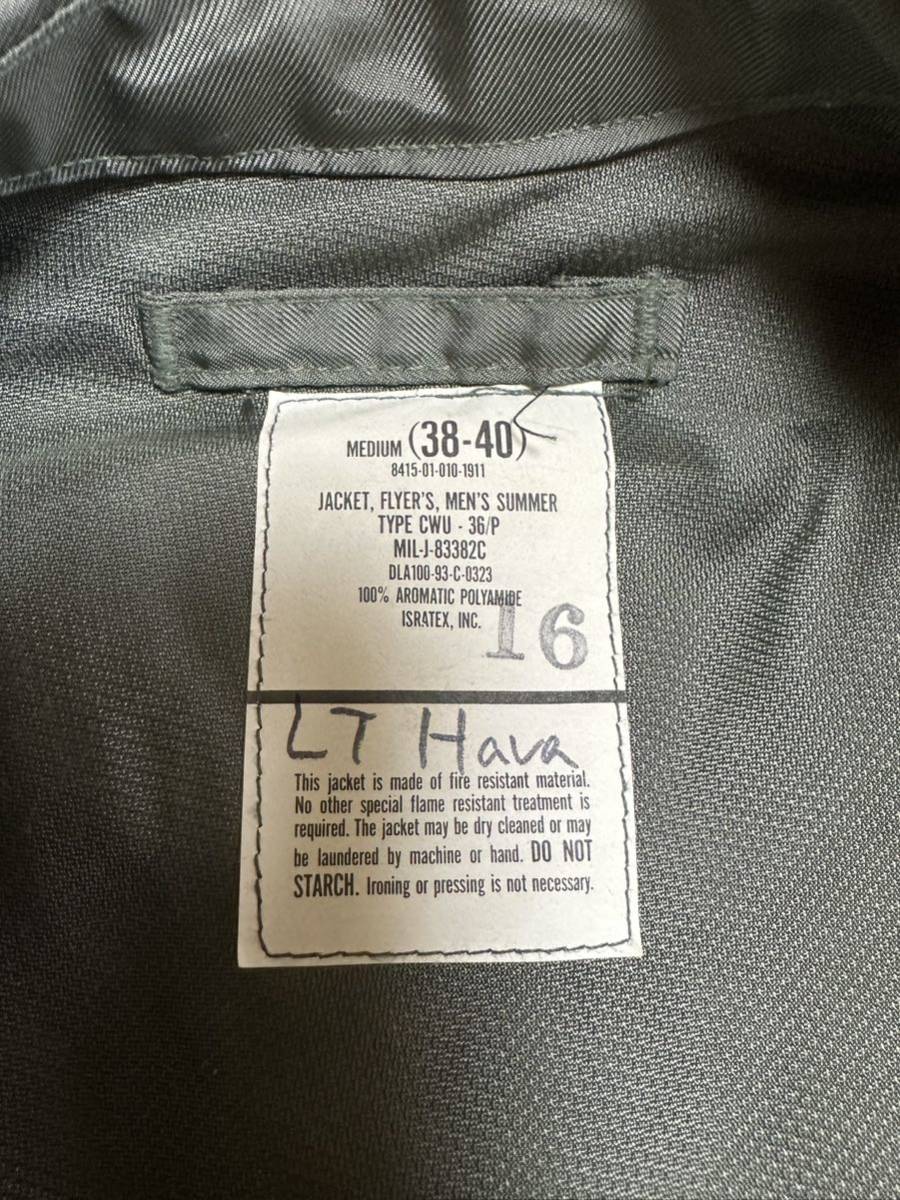 MEDIUM (38-40)
8415-01-010-1911
JACKET, FLYER'S, MEN'S SUMMER
TYPE CWU - 36/P
MIL-J-83382C
DLA100-93-C-0323
100% AROMATIC POLYAMIDE
ISRATEX, INC.
16
LT Hava
This jacket is made of fire resistant material.
No other special flame resistant treatment is
required. The jacket may be dry cleaned or may
be laundered by machine or hand. DO NOT
STARCH. Ironing or pressing is not necessary.